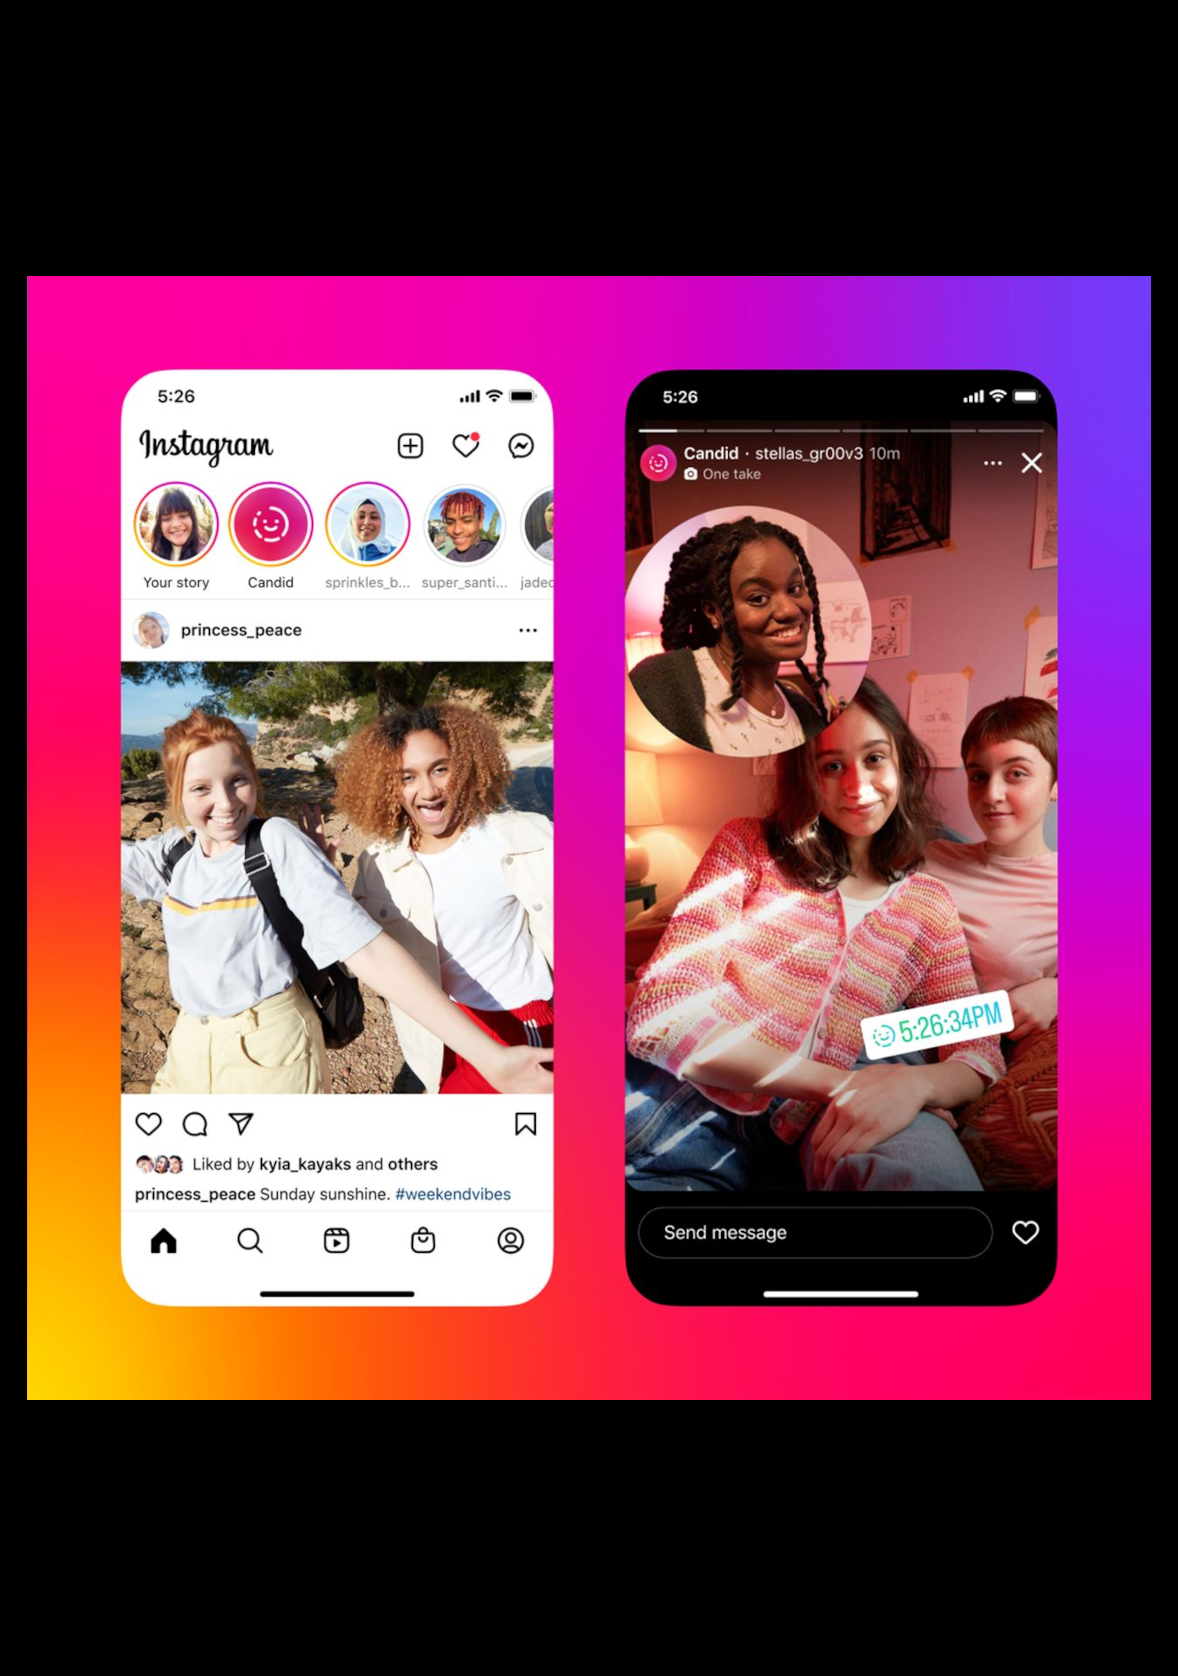 5:26
Instagram
Your story
Candid
sprinkles_b...
super_santi...
jadec
princess_peace
Liked by kyia_kayaks and others
princess_peace Sunday sunshine. #weekendvibes
5:26
Candid · stellas_gr00v3 10m
One take
5:26:34PM
Send message